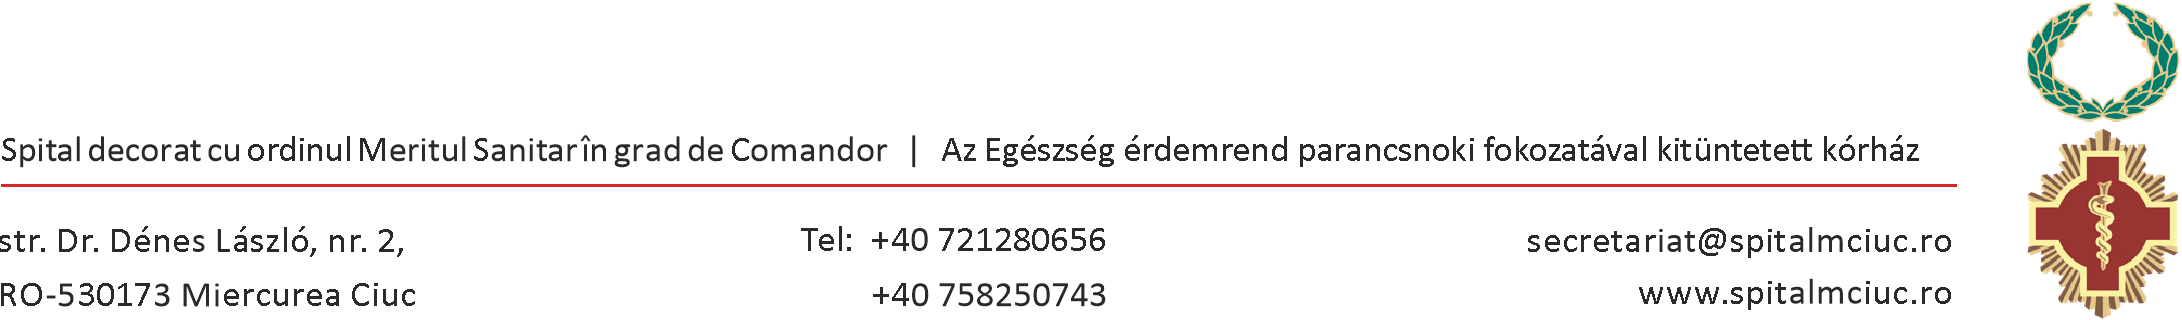 Spital decorat cu ordinul Meritul Sanitar în grad de Comandor | Az Egészség érdemrend parancsnoki fokozatával kitüntetett kórház
str. Dr. Dénes László, nr. 2,
RO-530173 Miercurea Ciuc
Tel: +40 721280656
+40 758250743
secretariat@spitalmciuc.ro
www.spitalmciuc.ro